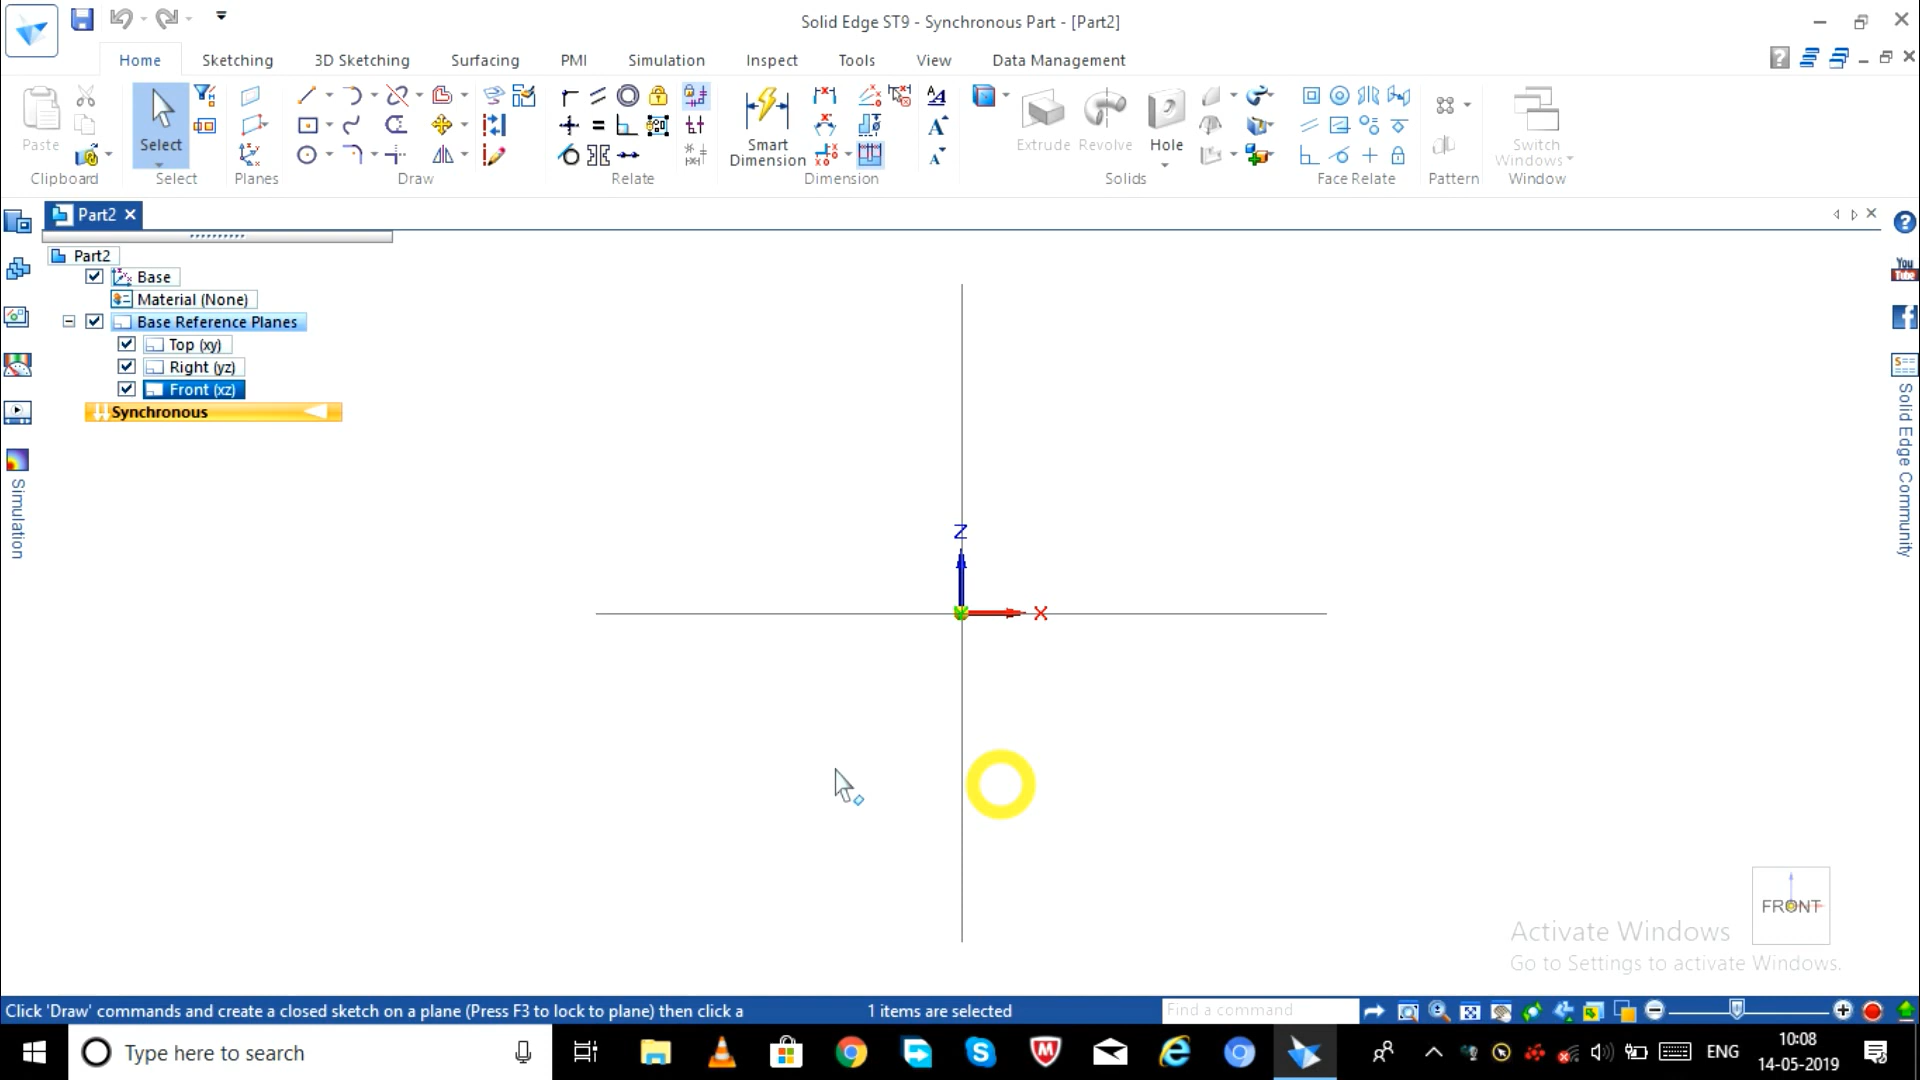 Solid Edge ST9 - Synchronous Part - [Part2]
Home
Sketching
3D Sketching
Surfacing
PMI
Simulation
Inspect
Tools
View
Data Management
Paste
Clipboard
Select
Select
Planes
Draw
Relate
Smart
Dimension
Dimension
Extrude
Revolve
Hole
Solids
Face Relate
Pattern
Switch
Windows
Window
Part2
Part2
Base
Material (None)
Base Reference Planes
Top (xy)
Right (yz)
Front (xz)
Synchronous
Simulation
You
Tube
Solid Edge Community
Z
X
FRONT
Activate Windows
Go to Settings to activate Windows.
Click 'Draw' commands and create a closed sketch on a plane (Press F3 to lock to plane) then click a
1 items are selected
Find a command
Type here to search
ENG
10:08
14-05-2019